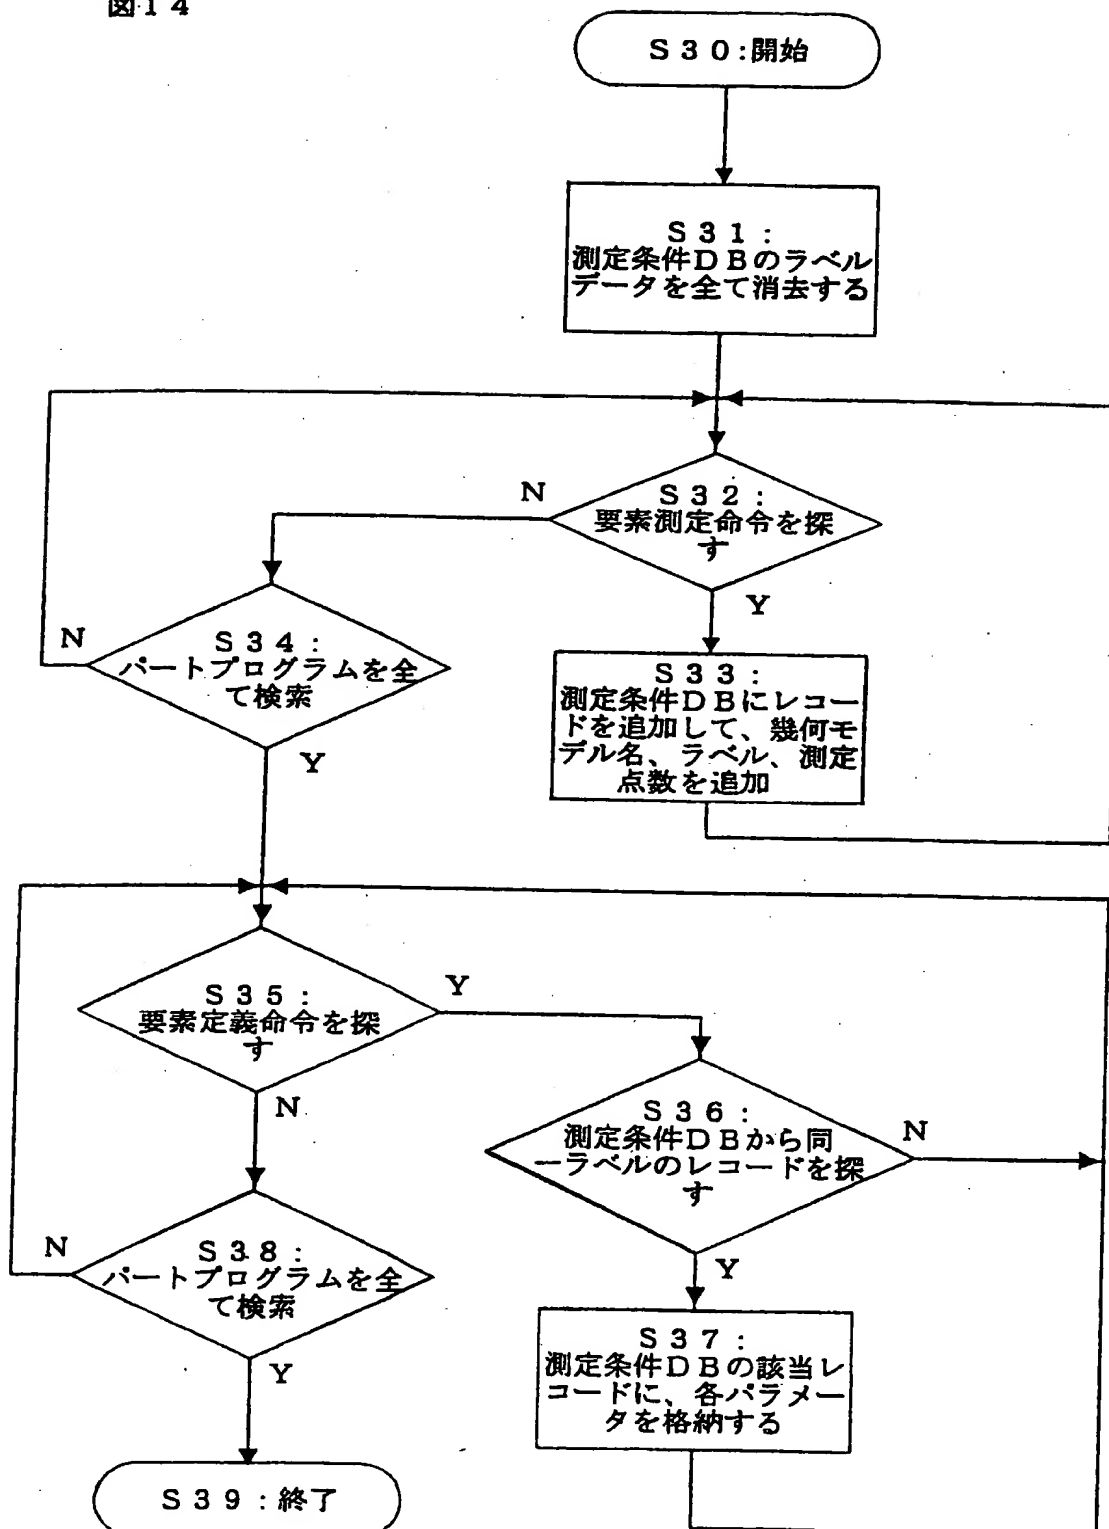 図14
S30:開始
S31:
測定条件DBのラベル
データを全て消去する
N
S32:
要素測定命令を探
す
Y
N
S34:
パートプログラムを全
て検索
Y
S33:
測定条件DBにレコー
ドを追加して、幾何モ
デル名、ラベル、測定
点数を追加
S35:
要素定義命令を探
す
Y
N
S36:
測定条件DBから同
一ラベルのレコードを探
す
N
Y
N
S38:
パートプログラムを全
て検索
Y
S37:
測定条件DBの該当レ
コードに、各パラメー
タを格納する
S39:終了